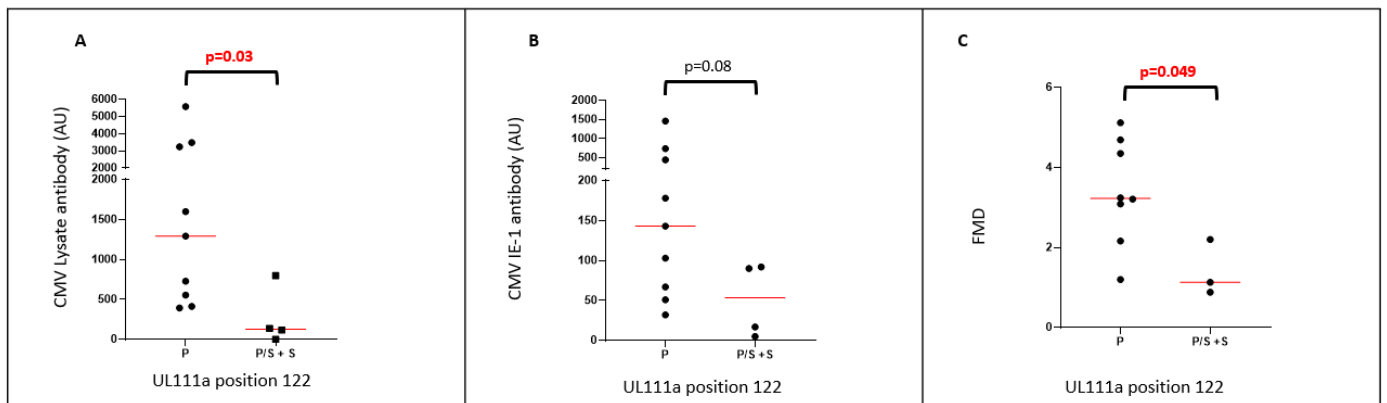 A
p=0.03
CMV Lysate antibody (AU)
6000
5000
4000
3000
2000
2000
1500
1000
500
0
P
P/S + S
UL111a position 122
B
p=0.08
CMV IE-1 antibody (AU)
2000
1500
1000
500
200
150
100
50
0
P
P/S +S
UL111a position 122
C
p=0.049
FMD
6
4
2
0
P
P/S +S
UL111a position 122